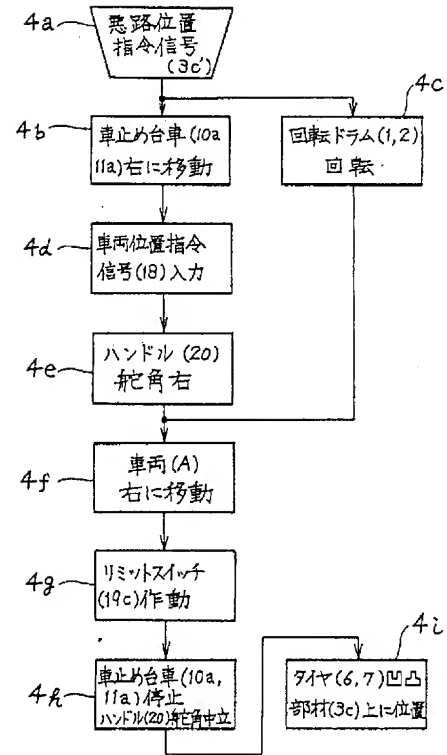 4a
悪路位置
指令信号
(3c')
4b
車止め台車(10a
11a)右に移動
4c
回転ドラム(1,2)
回転
4d
車両位置指令
信号(18)入力
4e
ハンドル(20)
舵角右
4f
車両(A)
右に移動
4g
リミットスイッチ
(19c)作動
4h
車止め台車(10a,
11a)停止
ハンドル(20)舵角中立
4i
タイヤ(6,7)凹凸
部材(3c)上に位置